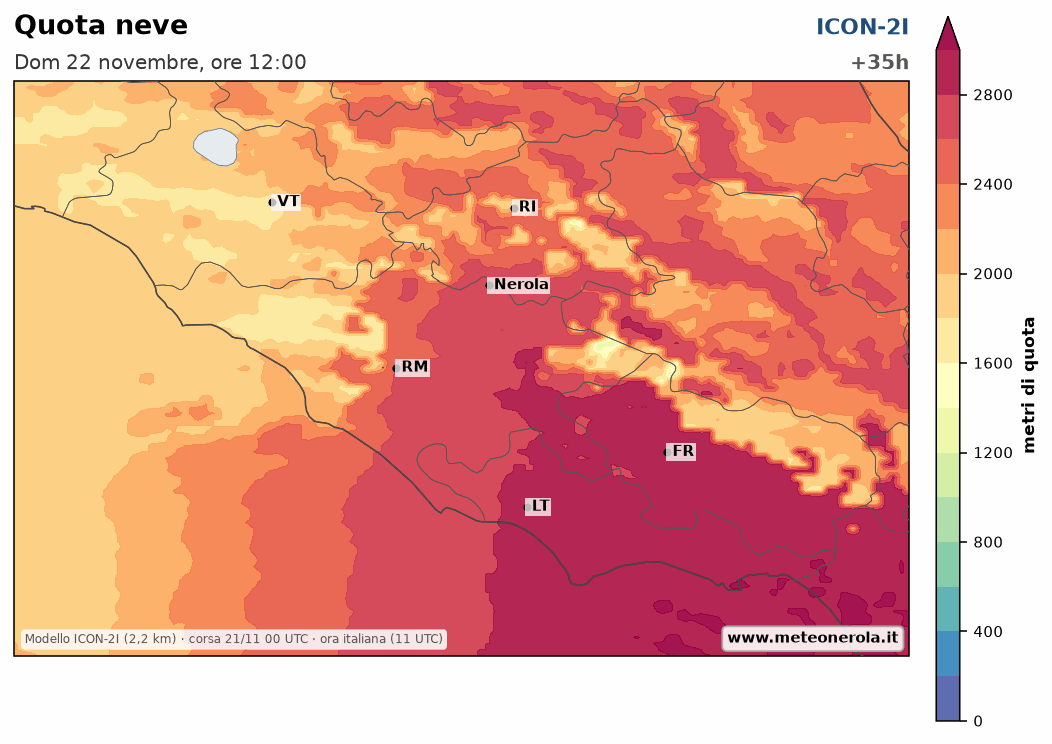 Quota neve
ICON-2I
Dom 22 novembre, ore 12:00
+35h
VT
RI
Nerola
RM
FR
LT
Modello ICON-2I (2,2 km) · corsa 21/11 00 UTC · ora italiana (11 UTC)
www.meteonerola.it
2800
2400
2000
1600
1200
800
400
0
metri di quota